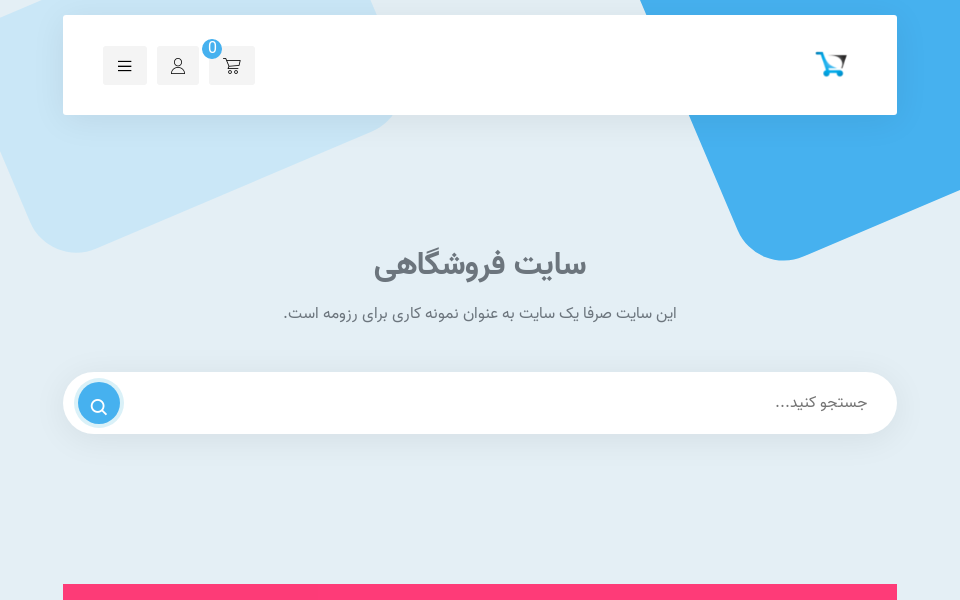 0
سایت فروشگاهی
این سایت صرفا یک سایت به عنوان نمونه کاری برای رزومه است.
جستجو کنید...